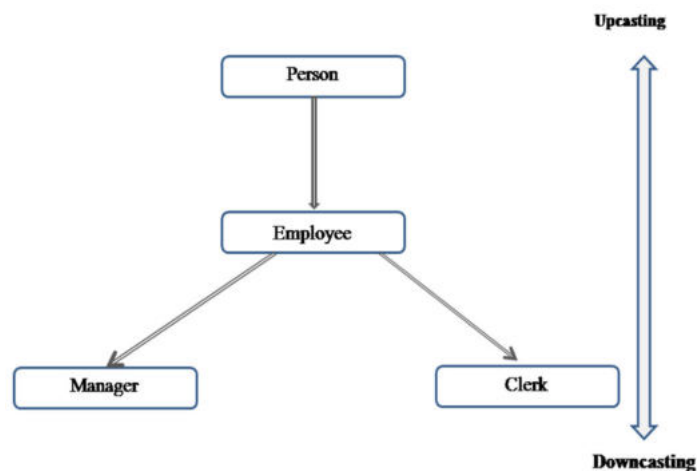 Upcasting
Person
Employee
Manager
Clerk
Downcasting